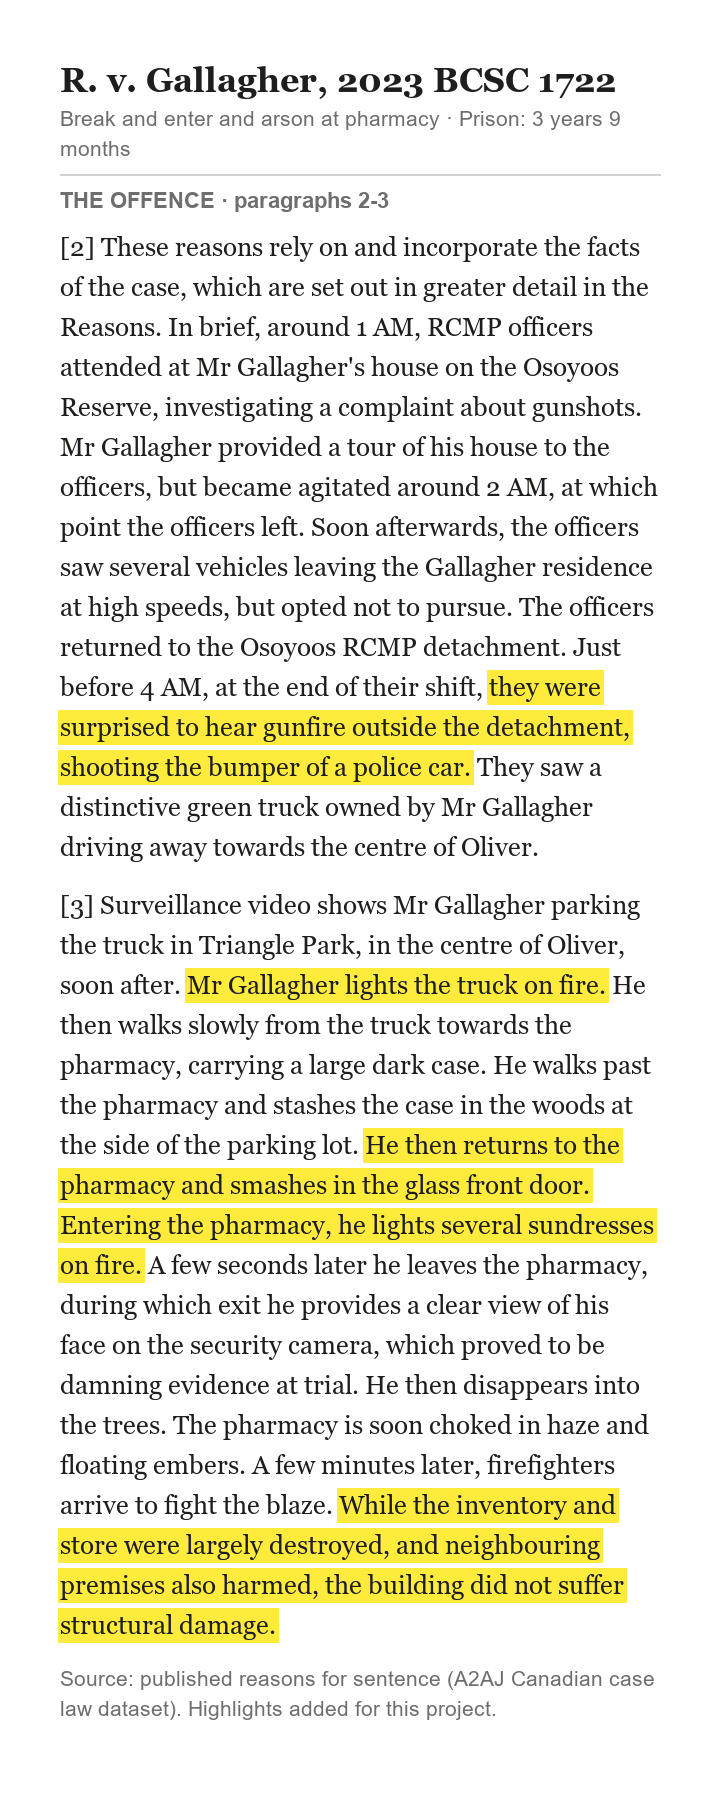 R. v. Gallagher, 2023 BCSC 1722
Break and enter and arson at pharmacy · Prison: 3 years 9
months
THE OFFENCE · paragraphs 2-3
[2] These reasons rely on and incorporate the facts
of the case, which are set out in greater detail in the
Reasons. In brief, around 1 AM, RCMP officers
attended at Mr Gallagher's house on the Osoyoos
Reserve, investigating a complaint about gunshots.
Mr Gallagher provided a tour of his house to the
officers, but became agitated around 2 AM, at which
point the officers left. Soon afterwards, the officers
saw several vehicles leaving the Gallagher residence
at high speeds, but opted not to pursue. The officers
returned to the Osoyoos RCMP detachment. Just
before 4 AM, at the end of their shift, they were
surprised to hear gunfire outside the detachment,
shooting the bumper of a police car. They saw a
distinctive green truck owned by Mr Gallagher
driving away towards the centre of Oliver.
[3] Surveillance video shows Mr Gallagher parking
the truck in Triangle Park, in the centre of Oliver,
soon after. Mr Gallagher lights the truck on fire. He
then walks slowly from the truck towards the
pharmacy, carrying a large dark case. He walks past
the pharmacy and stashes the case in the woods at
the side of the parking lot. He then returns to the
pharmacy and smashes in the glass front door.
Entering the pharmacy, he lights several sundresses
on fire. A few seconds later he leaves the pharmacy,
during which exit he provides a clear view of his
face on the security camera, which proved to be
damning evidence at trial. He then disappears into
the trees. The pharmacy is soon choked in haze and
floating embers. A few minutes later, firefighters
arrive to fight the blaze. While the inventory and
store were largely destroyed, and neighbouring
premises also harmed, the building did not suffer
structural damage.
Source: published reasons for sentence (A2AJ Canadian case
law dataset). Highlights added for this project.